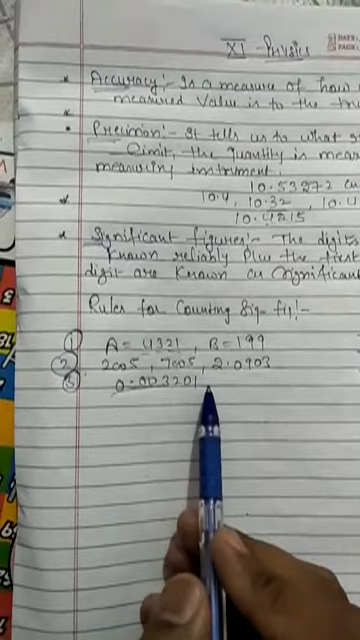 XI - Physics
DATE:
PAGE:
* Accuracy:- Is a measure of how
measured value is to the
* Precision:- It tells us to what
limit, the quantity is
measuring instrument.
10.53272
10.4, 10.32, 10.4
10.4215
* Significant figures:- The digits
known reliably plus the first
digit are known as significant
Rules for Counting Sig-fig!-
① A = 4321, B = 199
② 2005, 7005, 2.0903
③ 0.003201